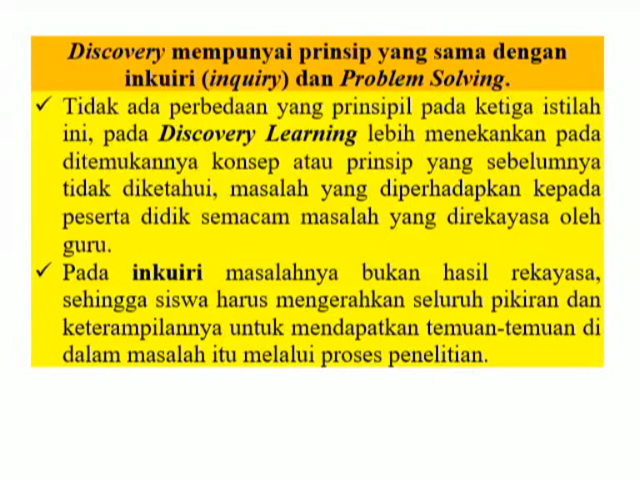 Discovery mempunyai prinsip yang sama dengan
inkuiri (inquiry) dan Problem Solving.
✓ Tidak ada perbedaan yang prinsipil pada ketiga istilah
ini, pada Discovery Learning lebih menekankan pada
ditemukannya konsep atau prinsip yang sebelumnya
tidak diketahui, masalah yang diperhadapkan kepada
peserta didik semacam masalah yang direkayasa oleh
guru.
✓ Pada inkuiri masalahnya bukan hasil rekayasa,
sehingga siswa harus mengerahkan seluruh pikiran dan
keterampilannya untuk mendapatkan temuan-temuan di
dalam masalah itu melalui proses penelitian.